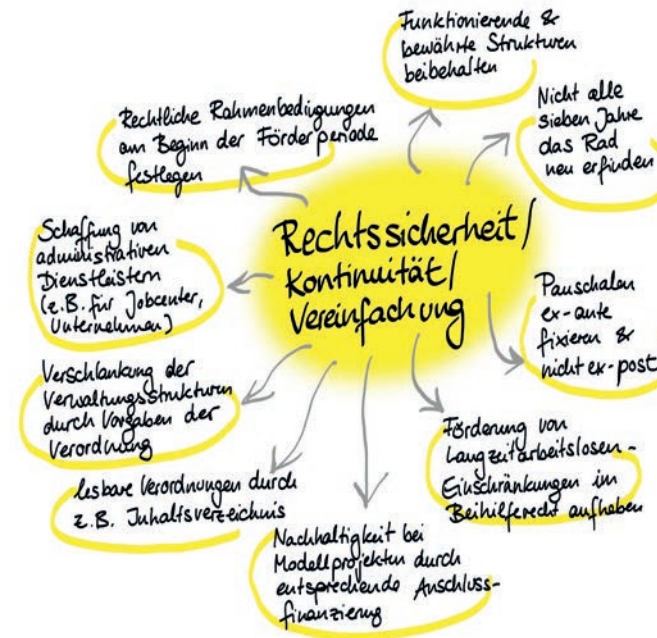 Funktionierende &
bewährte Strukturen
beibehalten
Nicht alle
sieben Jahre
das Rad
neu erfinden
Rechtliche Rahmenbedingungen
am Beginn der Förderperiode
festlegen
Rechtssicherheit/
Kontinuität/
Vereinfachung
Schaffung von
administrativen
Dienstleistern
(z.B. für Jobcenter,
Unternehmen)
Pauschalen
ex-ante
fixieren &
nicht ex-post
Verschlankung der
Verwaltungsstrukturen
durch Vorgaben der
Verordnung
Förderung von
Langzeitarbeitslosen -
Einschränkungen im
Beihilferecht aufheben
lesbare Verordnungen durch
z.B. Inhaltsverzeichnis
Nachhaltigkeit bei
Modellprojekten durch
entsprechende Anschluss-
finanzierung